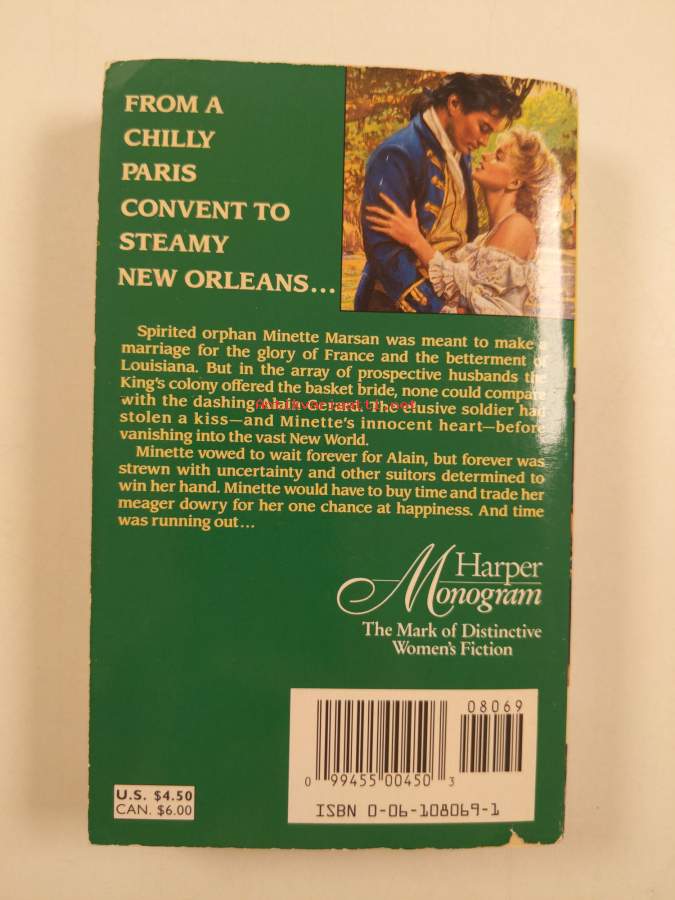 FROM A
CHILLY
PARIS
CONVENT TO
STEAMY
NEW ORLEANS...
Spirited orphan Minette Marsan was meant to make a
marriage for the glory of France and the betterment of
Louisiana. But in the array of prospective husbands the
King's colony offered the basket bride, none could compare
with the dashing Alain Gerard. The elusive soldier had
stolen a kiss—and Minette's innocent heart—before
vanishing into the vast New World.
Minette vowed to wait forever for Alain, but forever was
strewn with uncertainty and other suitors determined to
win her hand. Minette would have to buy time and trade her
meager dowry for her one chance at happiness. And time
was running out...
Harper
Monogram
The Mark of Distinctive
Women's Fiction
08069
0 99455 00450 3
ISBN 0-06-108069-1
U.S. $4.50
CAN. $6.00